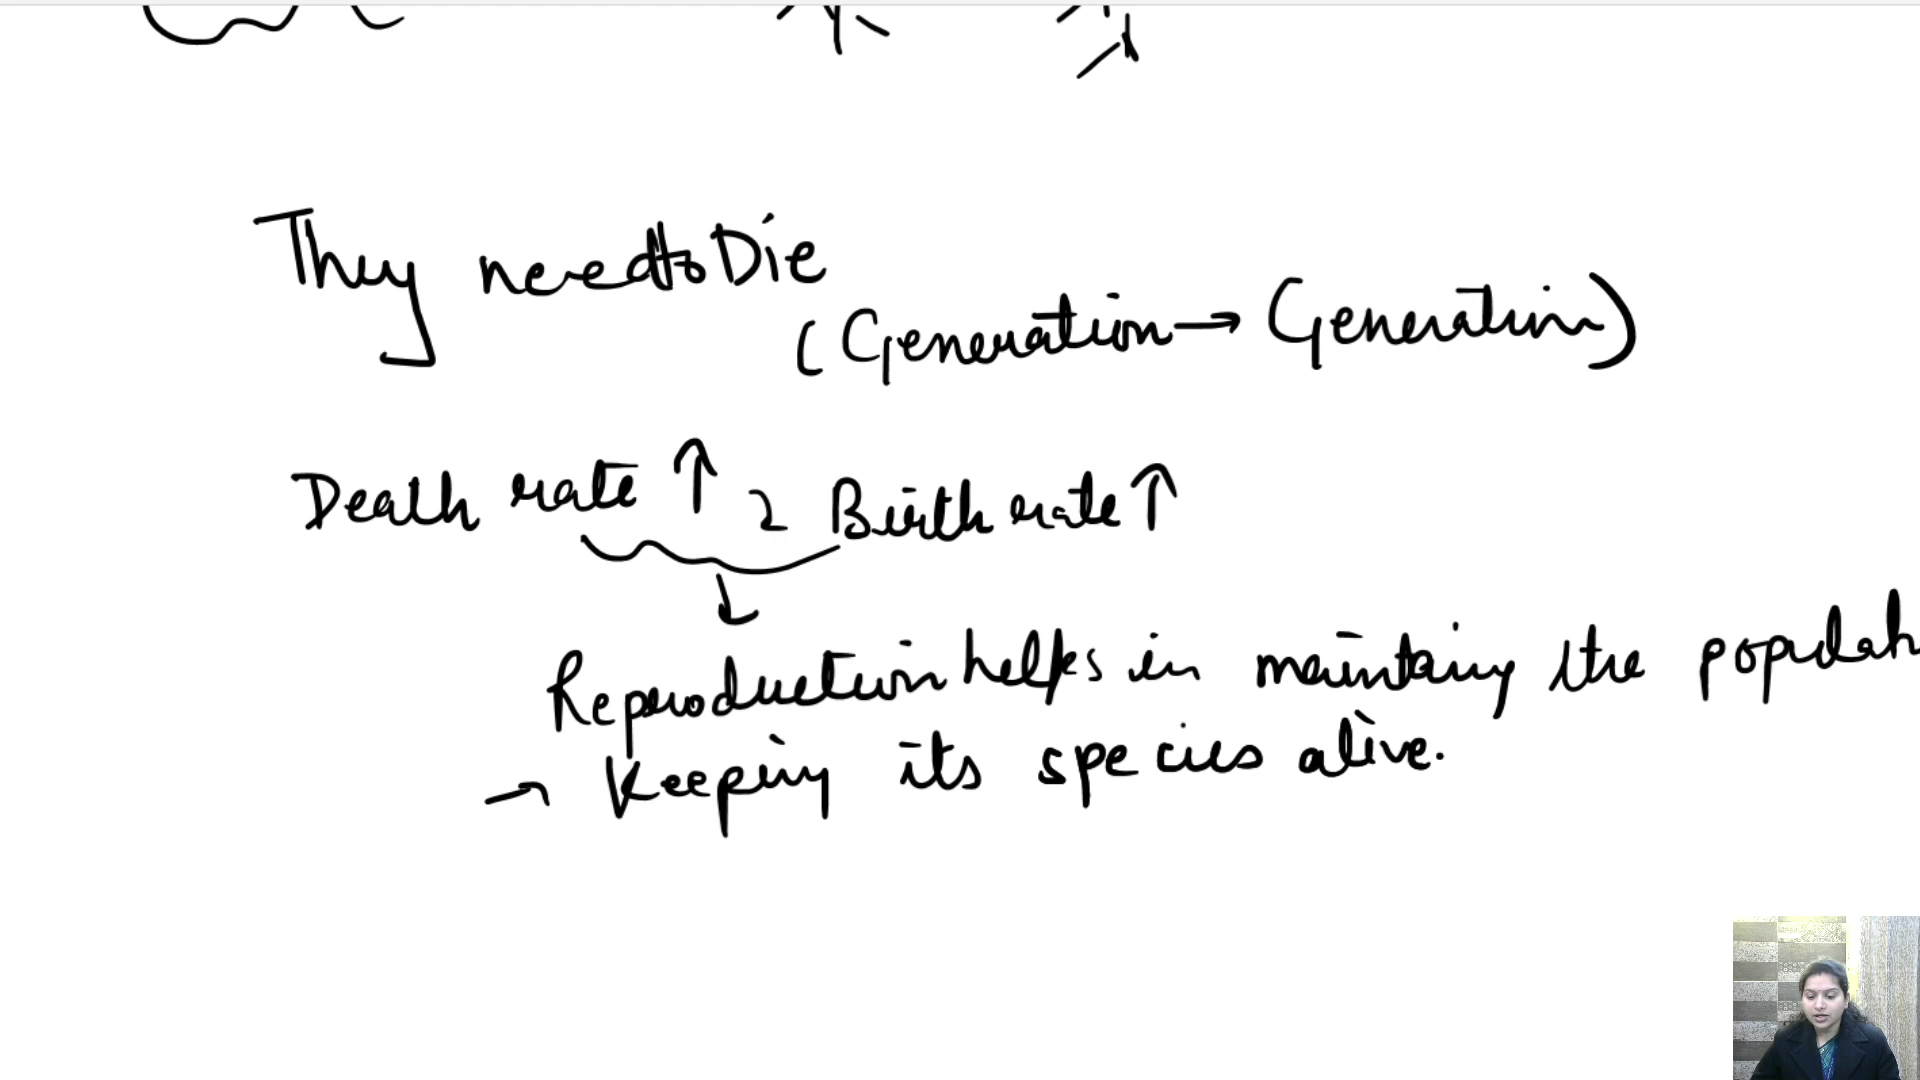 They need to Die
(Generation → Generation)
Death rate ↑ 2 Birth rate ↑
↓
Reproduction helps in maintaing the populat
→ Keeping its species alive.